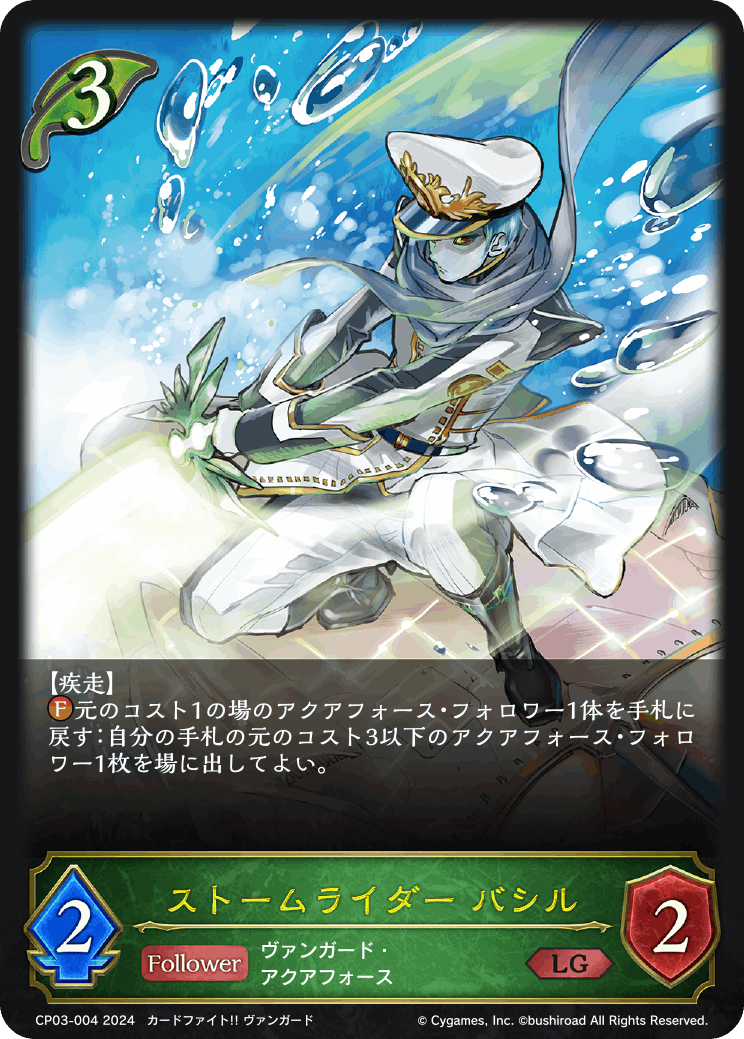 3
【疾走】
F 元のコスト1の場のアクアフォース・フォロワー1体を手札に
戻す：自分の手札の元のコスト3以下のアクアフォース・フォロ
ワー1枚を場に出してよい。
ストームライダー バシル
2
Follower
ヴァンガード・
アクアフォース
LG
2
CP03-004 2024 カードファイト!! ヴァンガード
© Cygames, Inc. ©bushiroad All Rights Reserved.